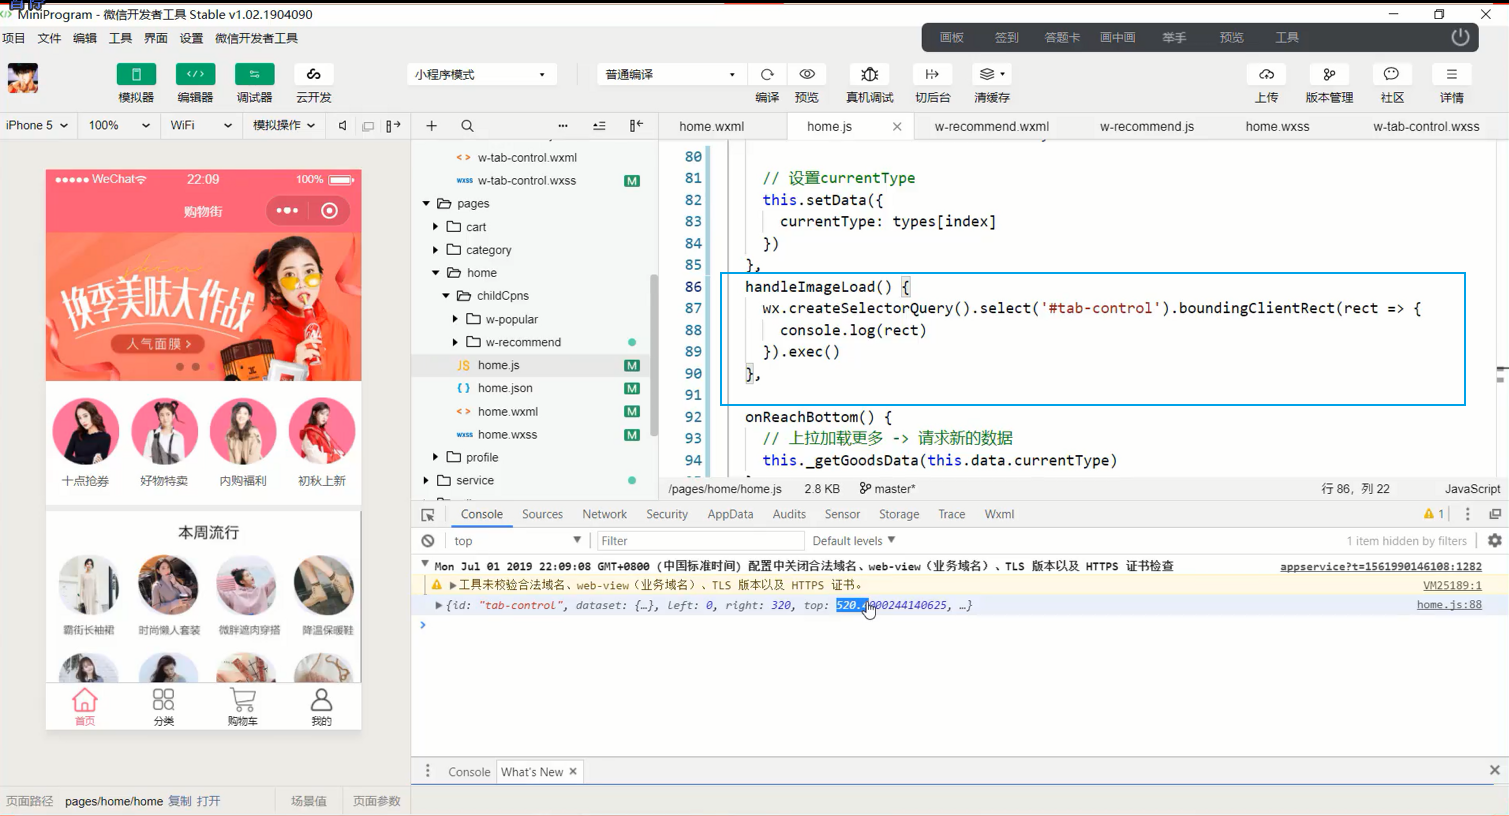 MiniProgram - 微信开发者工具 Stable v1.02.1904090
项目 文件 编辑 工具 界面 设置 微信开发者工具
画板 签到 答题卡 画中画 举手 预览 工具
模拟器 编辑器 调试器 云开发
小程序模式 普通编译
编译 预览 真机调试 切后台 清缓存
上传 版本管理 社区 详情
iPhone 5 100% WiFi 模拟操作
home.wxml home.js w-recommend.wxml w-recommend.js home.wxss w-tab-control.wxss
WeChat 22:09 100%
购物街
换季美肤大作战
人气面膜 >
十点抢券 好物特卖 内购福利 初秋上新
本周流行
霸街长袖裙 时尚懒人套装 微胖遮肉穿搭 降温保暖鞋
首页 分类 购物车 我的
页面路径 pages/home/home 复制 打开 场景值 页面参数
w-tab-control.wxml
w-tab-control.wxss M
pages
cart
category
home
childCpns
w-popular
w-recommend
JS home.js M
{} home.json M
<> home.wxml M
wxss home.wxss M
profile
service
80
81 // 设置currentType
82 this.setData({
83 currentType: types[index]
84 })
85 },
86 handleImageLoad() {
87 wx.createSelectorQuery().select('#tab-control').boundingClientRect(rect => {
88 console.log(rect)
89 }).exec()
90 },
91
92 onReachBottom() {
93 // 上拉加载更多 -> 请求新的数据
94 this._getGoodsData(this.data.currentType)
/pages/home/home.js 2.8 KB master* 行 86，列 22 JavaScript
Console Sources Network Security AppData Audits Sensor Storage Trace Wxml 1
top Filter Default levels 1 item hidden by filters
Mon Jul 01 2019 22:09:08 GMT+0800 (中国标准时间) 配置中关闭合法域名、web-view（业务域名）、TLS 版本以及 HTTPS 证书检查 appservice?t=1561990146108:1282
工具未校验合法域名、web-view（业务域名）、TLS 版本以及 HTTPS 证书。 VM25189:1
{id: "tab-control", dataset: {…}, left: 0, right: 320, top: 520.4000244140625, …} home.js:88
Console What's New